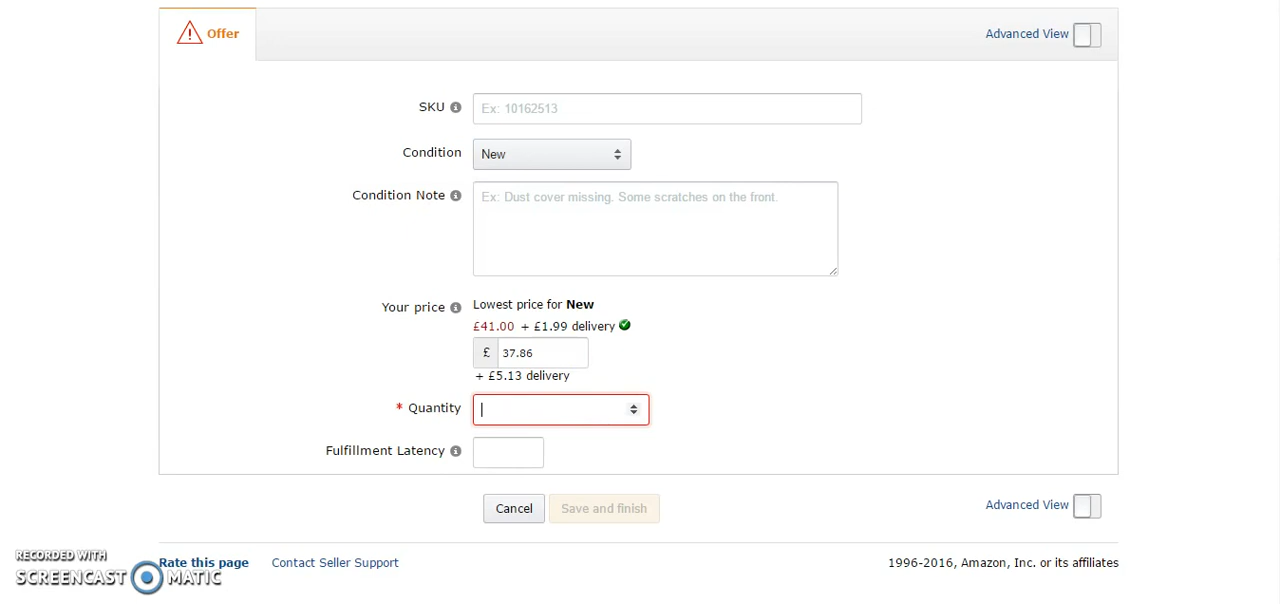 Offer
Advanced View
SKU
Ex: 10162513
Condition
New
Condition Note
Ex: Dust cover missing. Some scratches on the front.
Your price
Lowest price for New
£41.00 + £1.99 delivery
£ 37.86
+ £5.13 delivery
* Quantity
Fulfillment Latency
Cancel
Save and finish
Advanced View
Rate this page
Contact Seller Support
1996-2016, Amazon, Inc. or its affiliates
RECORDED WITH
SCREENCAST MATIC